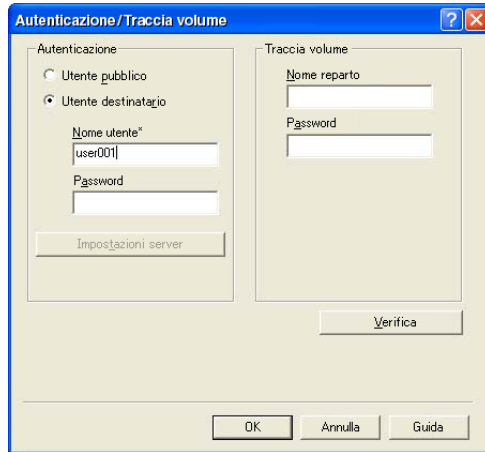 Autenticazione/Traccia volume
Autenticazione
Utente pubblico
Utente destinatario
Nome utente*
user001
Password
Impostazioni server
Traccia volume
Nome reparto
Password
Verifica
OK
Annulla
Guida